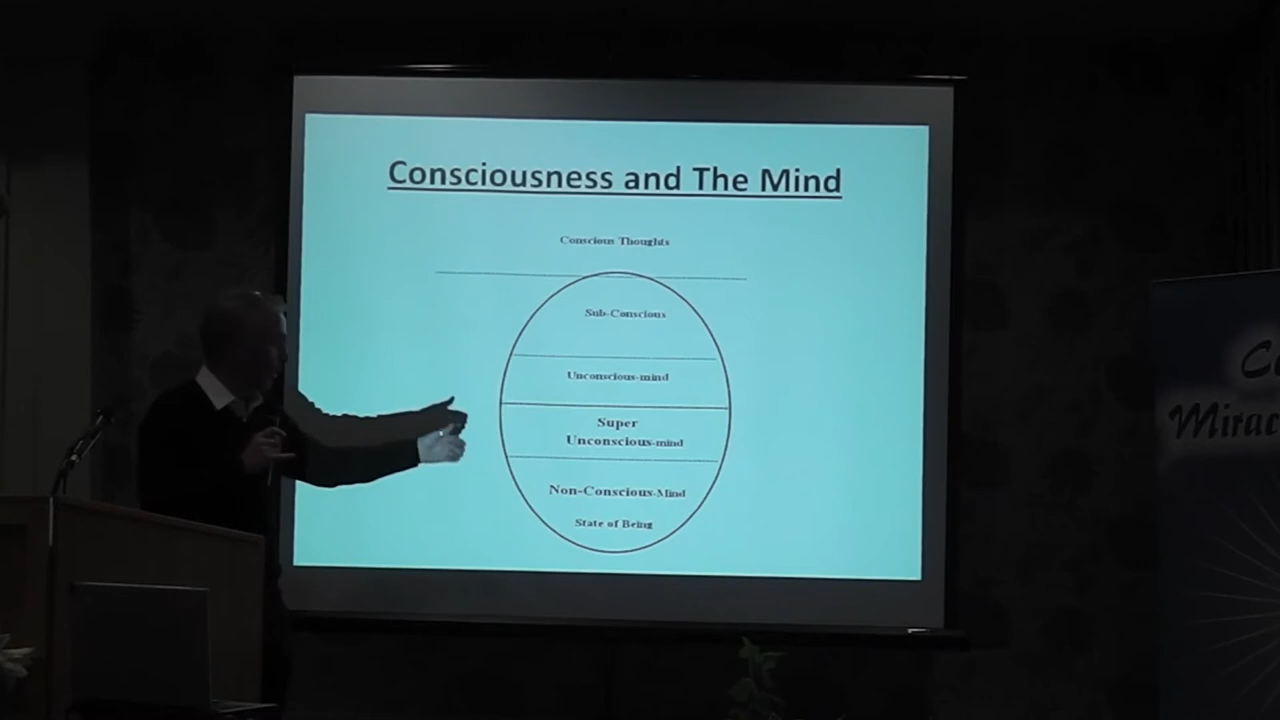 Consciousness and The Mind
Conscious Thoughts
Sub-Conscious
Unconscious-mind
Super
Unconscious-mind
Non-Conscious-Mind
State of Being